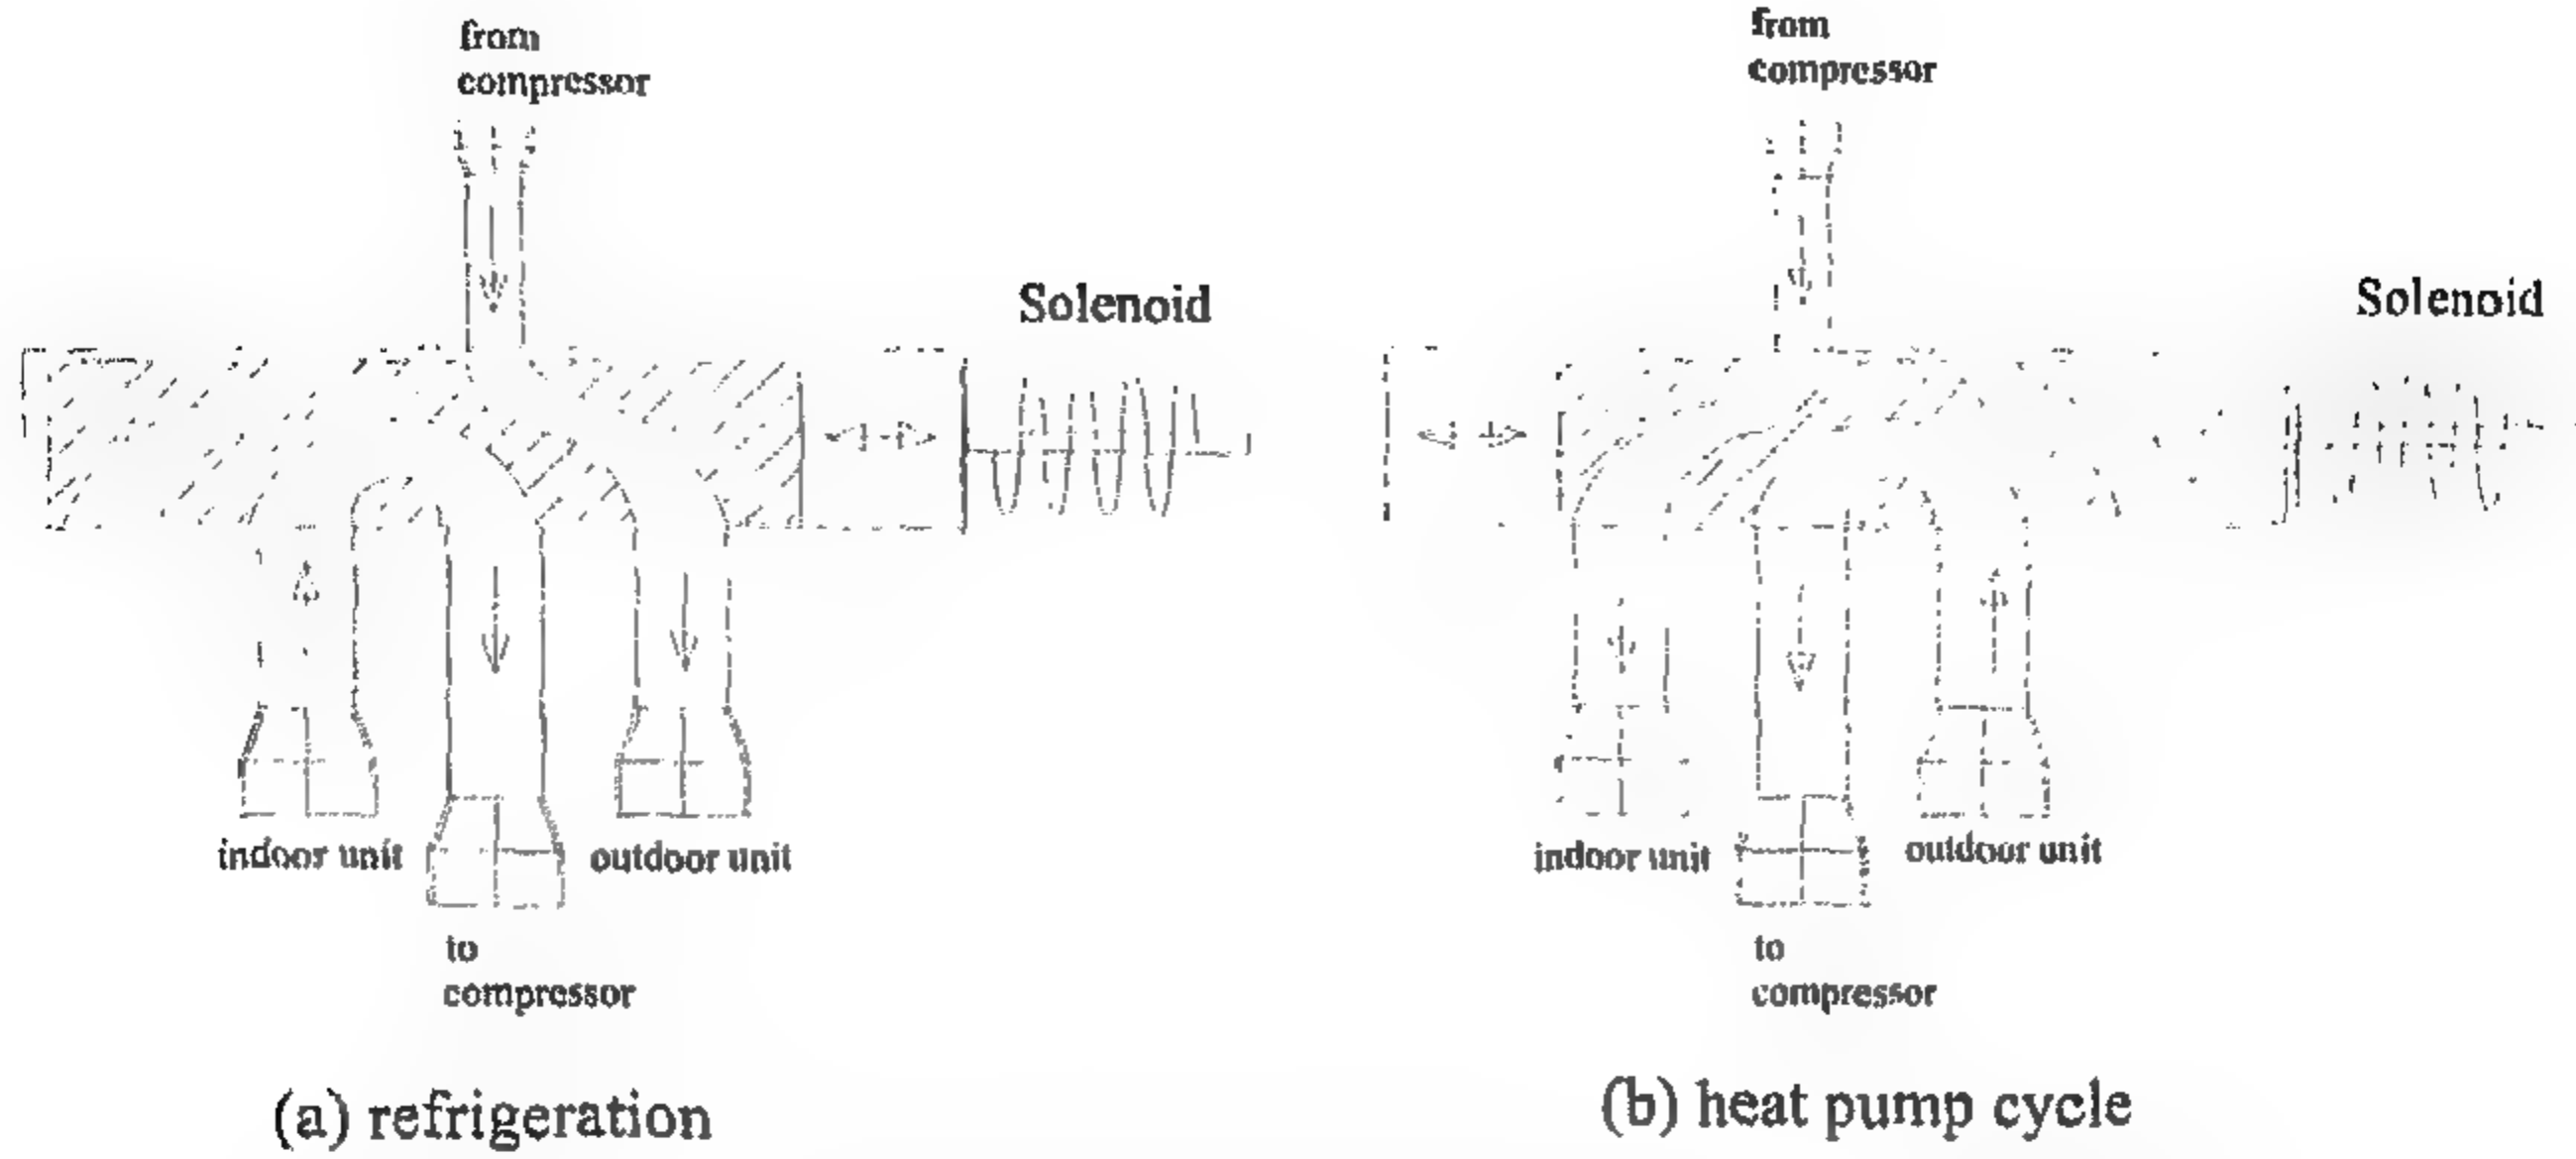 from
compressor
Solenoid
indoor unit
outdoor unit
to
compressor
(a) refrigeration
from
compressor
Solenoid
indoor unit
outdoor unit
to
compressor
(b) heat pump cycle